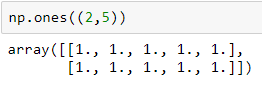 np.ones((2,5))
array([[1., 1., 1., 1., 1.],
       [1., 1., 1., 1., 1.]])